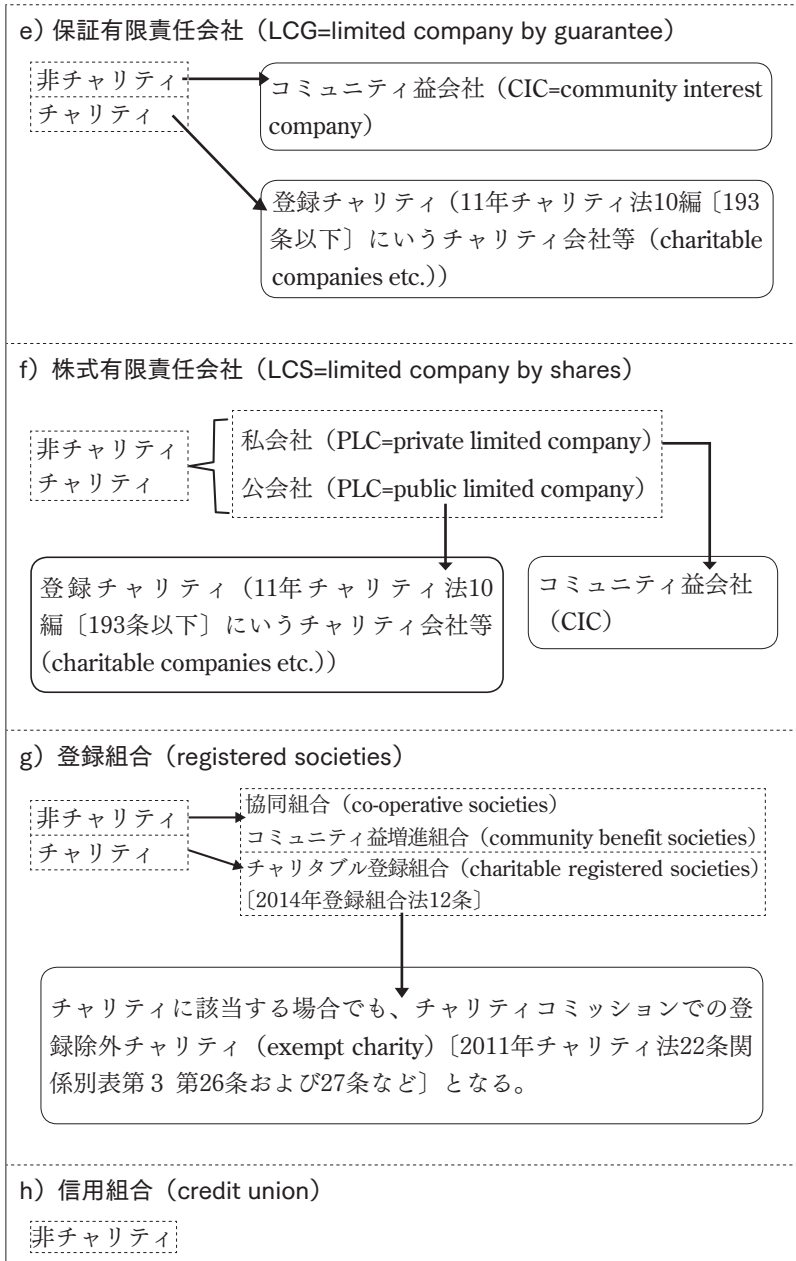 e) 保証有限責任会社（LCG=limited company by guarantee）
非チャリティ
チャリティ
コミュニティ益会社（CIC=community interest
company）
登録チャリティ（11年チャリティ法10編〔193
条以下〕にいうチャリティ会社等（charitable
companies etc.））
f）株式有限責任会社（LCS=limited company by shares）
非チャリティ
チャリティ
私会社（PLC=private limited company）
公会社（PLC=public limited company）
登録チャリティ（11年チャリティ法10
編〔193条以下〕にいうチャリティ会社等
(charitable companies etc.)）
コミュニティ益会社
（CIC）
g）登録組合（registered societies）
非チャリティ
チャリティ
協同組合（co-operative societies）
コミュニティ益増進組合（community benefit societies）
チャリタブル登録組合（charitable registered societies）
〔2014年登録組合法12条〕
チャリティに該当する場合でも、チャリティコミッションでの登
録除外チャリティ（exempt charity）〔2011年チャリティ法22条関
係別表第３ 第26条および27条など〕となる。
h）信用組合（credit union）
非チャリティ